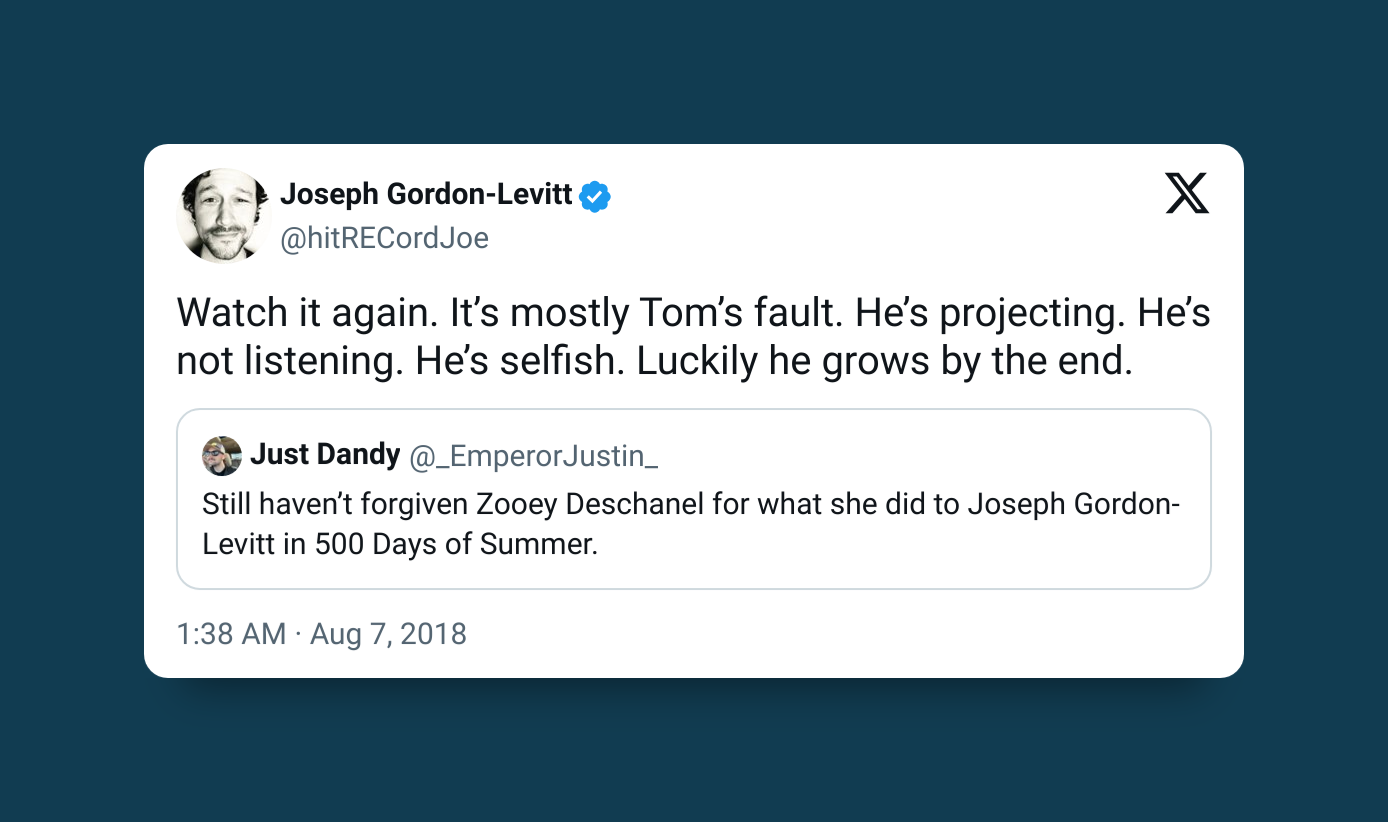 Joseph Gordon-Levitt
@hitRECordJoe
Watch it again. It’s mostly Tom’s fault. He’s projecting. He’s
not listening. He’s selfish. Luckily he grows by the end.
Just Dandy @_EmperorJustin_
Still haven’t forgiven Zooey Deschanel for what she did to Joseph Gordon-
Levitt in 500 Days of Summer.
1:38 AM · Aug 7, 2018